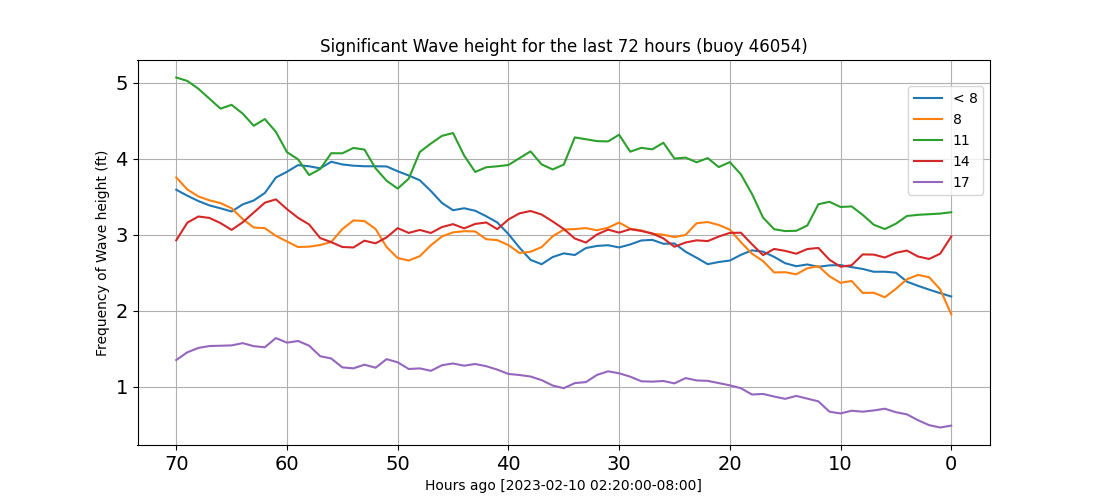 Significant Wave height for the last 72 hours (buoy 46054)
Frequency of Wave height (ft)
5
4
3
2
1
< 8
8
11
14
17
70 60 50 40 30 20 10 0
Hours ago [2023-02-10 02:20:00-08:00]